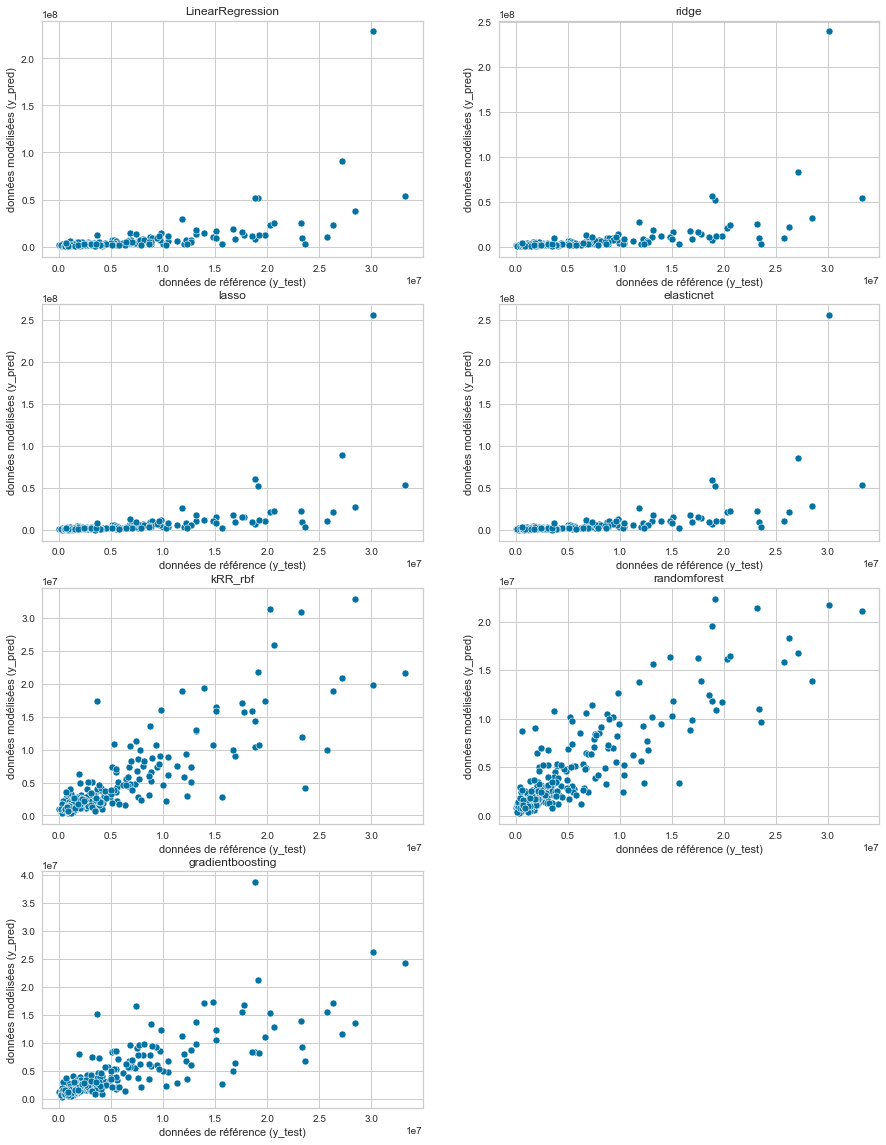 LinearRegression
1e8
2.0
1.5
1.0
0.5
0.0
données modélisées (y_pred)
0.0 0.5 1.0 1.5 2.0 2.5 3.0
1e7
données de référence (y_test)
ridge
1e8
2.5
2.0
1.5
1.0
0.5
0.0
données modélisées (y_pred)
0.0 0.5 1.0 1.5 2.0 2.5 3.0
1e7
données de référence (y_test)
lasso
1e8
2.5
2.0
1.5
1.0
0.5
0.0
données modélisées (y_pred)
0.0 0.5 1.0 1.5 2.0 2.5 3.0
1e7
données de référence (y_test)
elasticnet
1e8
2.5
2.0
1.5
1.0
0.5
0.0
données modélisées (y_pred)
0.0 0.5 1.0 1.5 2.0 2.5 3.0
1e7
données de référence (y_test)
kRR_rbf
1e7
3.0
2.5
2.0
1.5
1.0
0.5
0.0
données modélisées (y_pred)
0.0 0.5 1.0 1.5 2.0 2.5 3.0
1e7
données de référence (y_test)
randomforest
1e7
2.0
1.5
1.0
0.5
0.0
données modélisées (y_pred)
0.0 0.5 1.0 1.5 2.0 2.5 3.0
1e7
données de référence (y_test)
gradientboosting
1e7
4.0
3.5
3.0
2.5
2.0
1.5
1.0
0.5
0.0
données modélisées (y_pred)
0.0 0.5 1.0 1.5 2.0 2.5 3.0
1e7
données de référence (y_test)